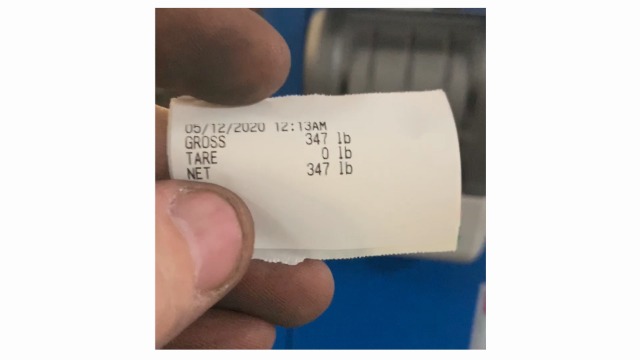 05/12/2020 12:13AM
GROSS 347 lb
TARE 0 lb
NET 347 lb